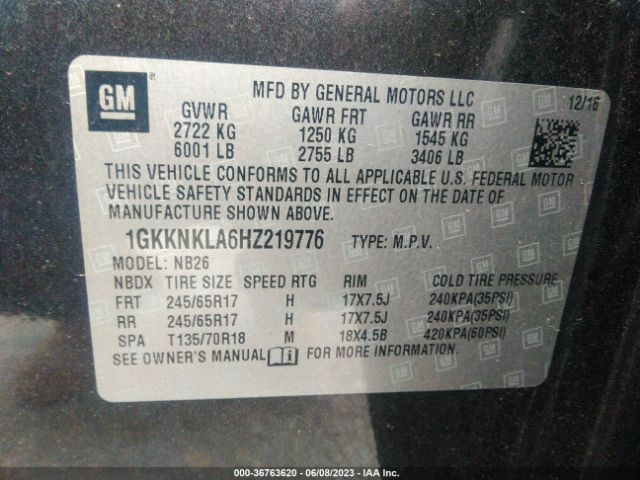 GM
MFD BY GENERAL MOTORS LLC 12/16
GVWR GAWR FRT GAWR RR
2722 KG 1250 KG 1545 KG
6001 LB 2755 LB 3406 LB
THIS VEHICLE CONFORMS TO ALL APPLICABLE U.S. FEDERAL MOTOR
VEHICLE SAFETY STANDARDS IN EFFECT ON THE DATE OF
MANUFACTURE SHOWN ABOVE.
1GKKNKLA6HZ219776 TYPE: M.P.V.
MODEL: NB26
NBDX TIRE SIZE SPEED RTG RIM COLD TIRE PRESSURE
FRT 245/65R17 H 17X7.5J 240KPA(35PSI)
RR 245/65R17 H 17X7.5J 240KPA(35PSI)
SPA T135/70R18 M 18X4.5B 420KPA(60PSI)
SEE OWNER'S MANUAL i FOR MORE INFORMATION.
000-36763620 - 06/08/2023 - IAA Inc.